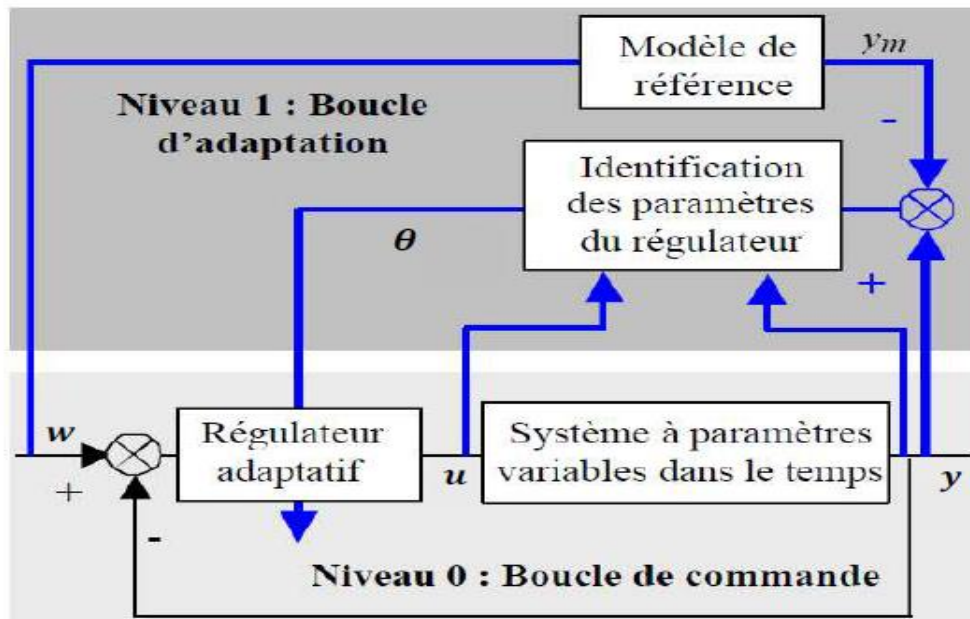 Modèle de
référence
ym
Niveau 1 : Boucle
d'adaptation
-
Identification
des paramètres
du régulateur
θ
+
w
+
-
Régulateur
adaptatif
u
Système à paramètres
variables dans le temps
y
Niveau 0 : Boucle de commande